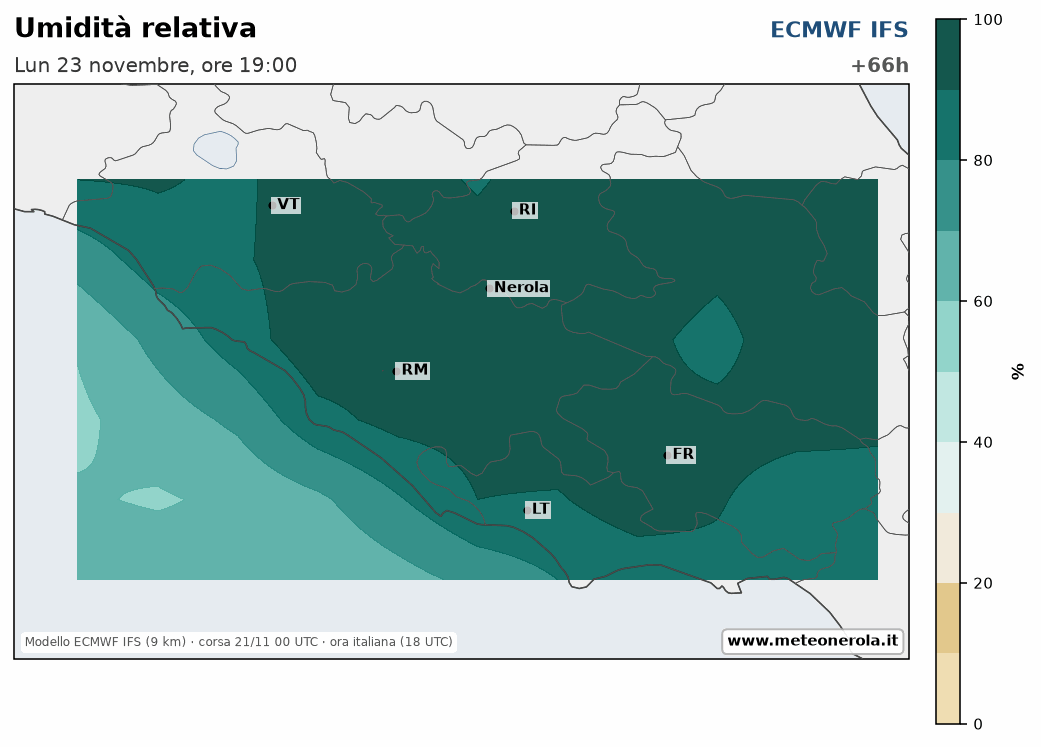 Umidità relativa
ECMWF IFS
Lun 23 novembre, ore 19:00
+66h
100
80
60
40
20
0
%
VT
RI
Nerola
RM
FR
LT
Modello ECMWF IFS (9 km) · corsa 21/11 00 UTC · ora italiana (18 UTC)
www.meteonerola.it